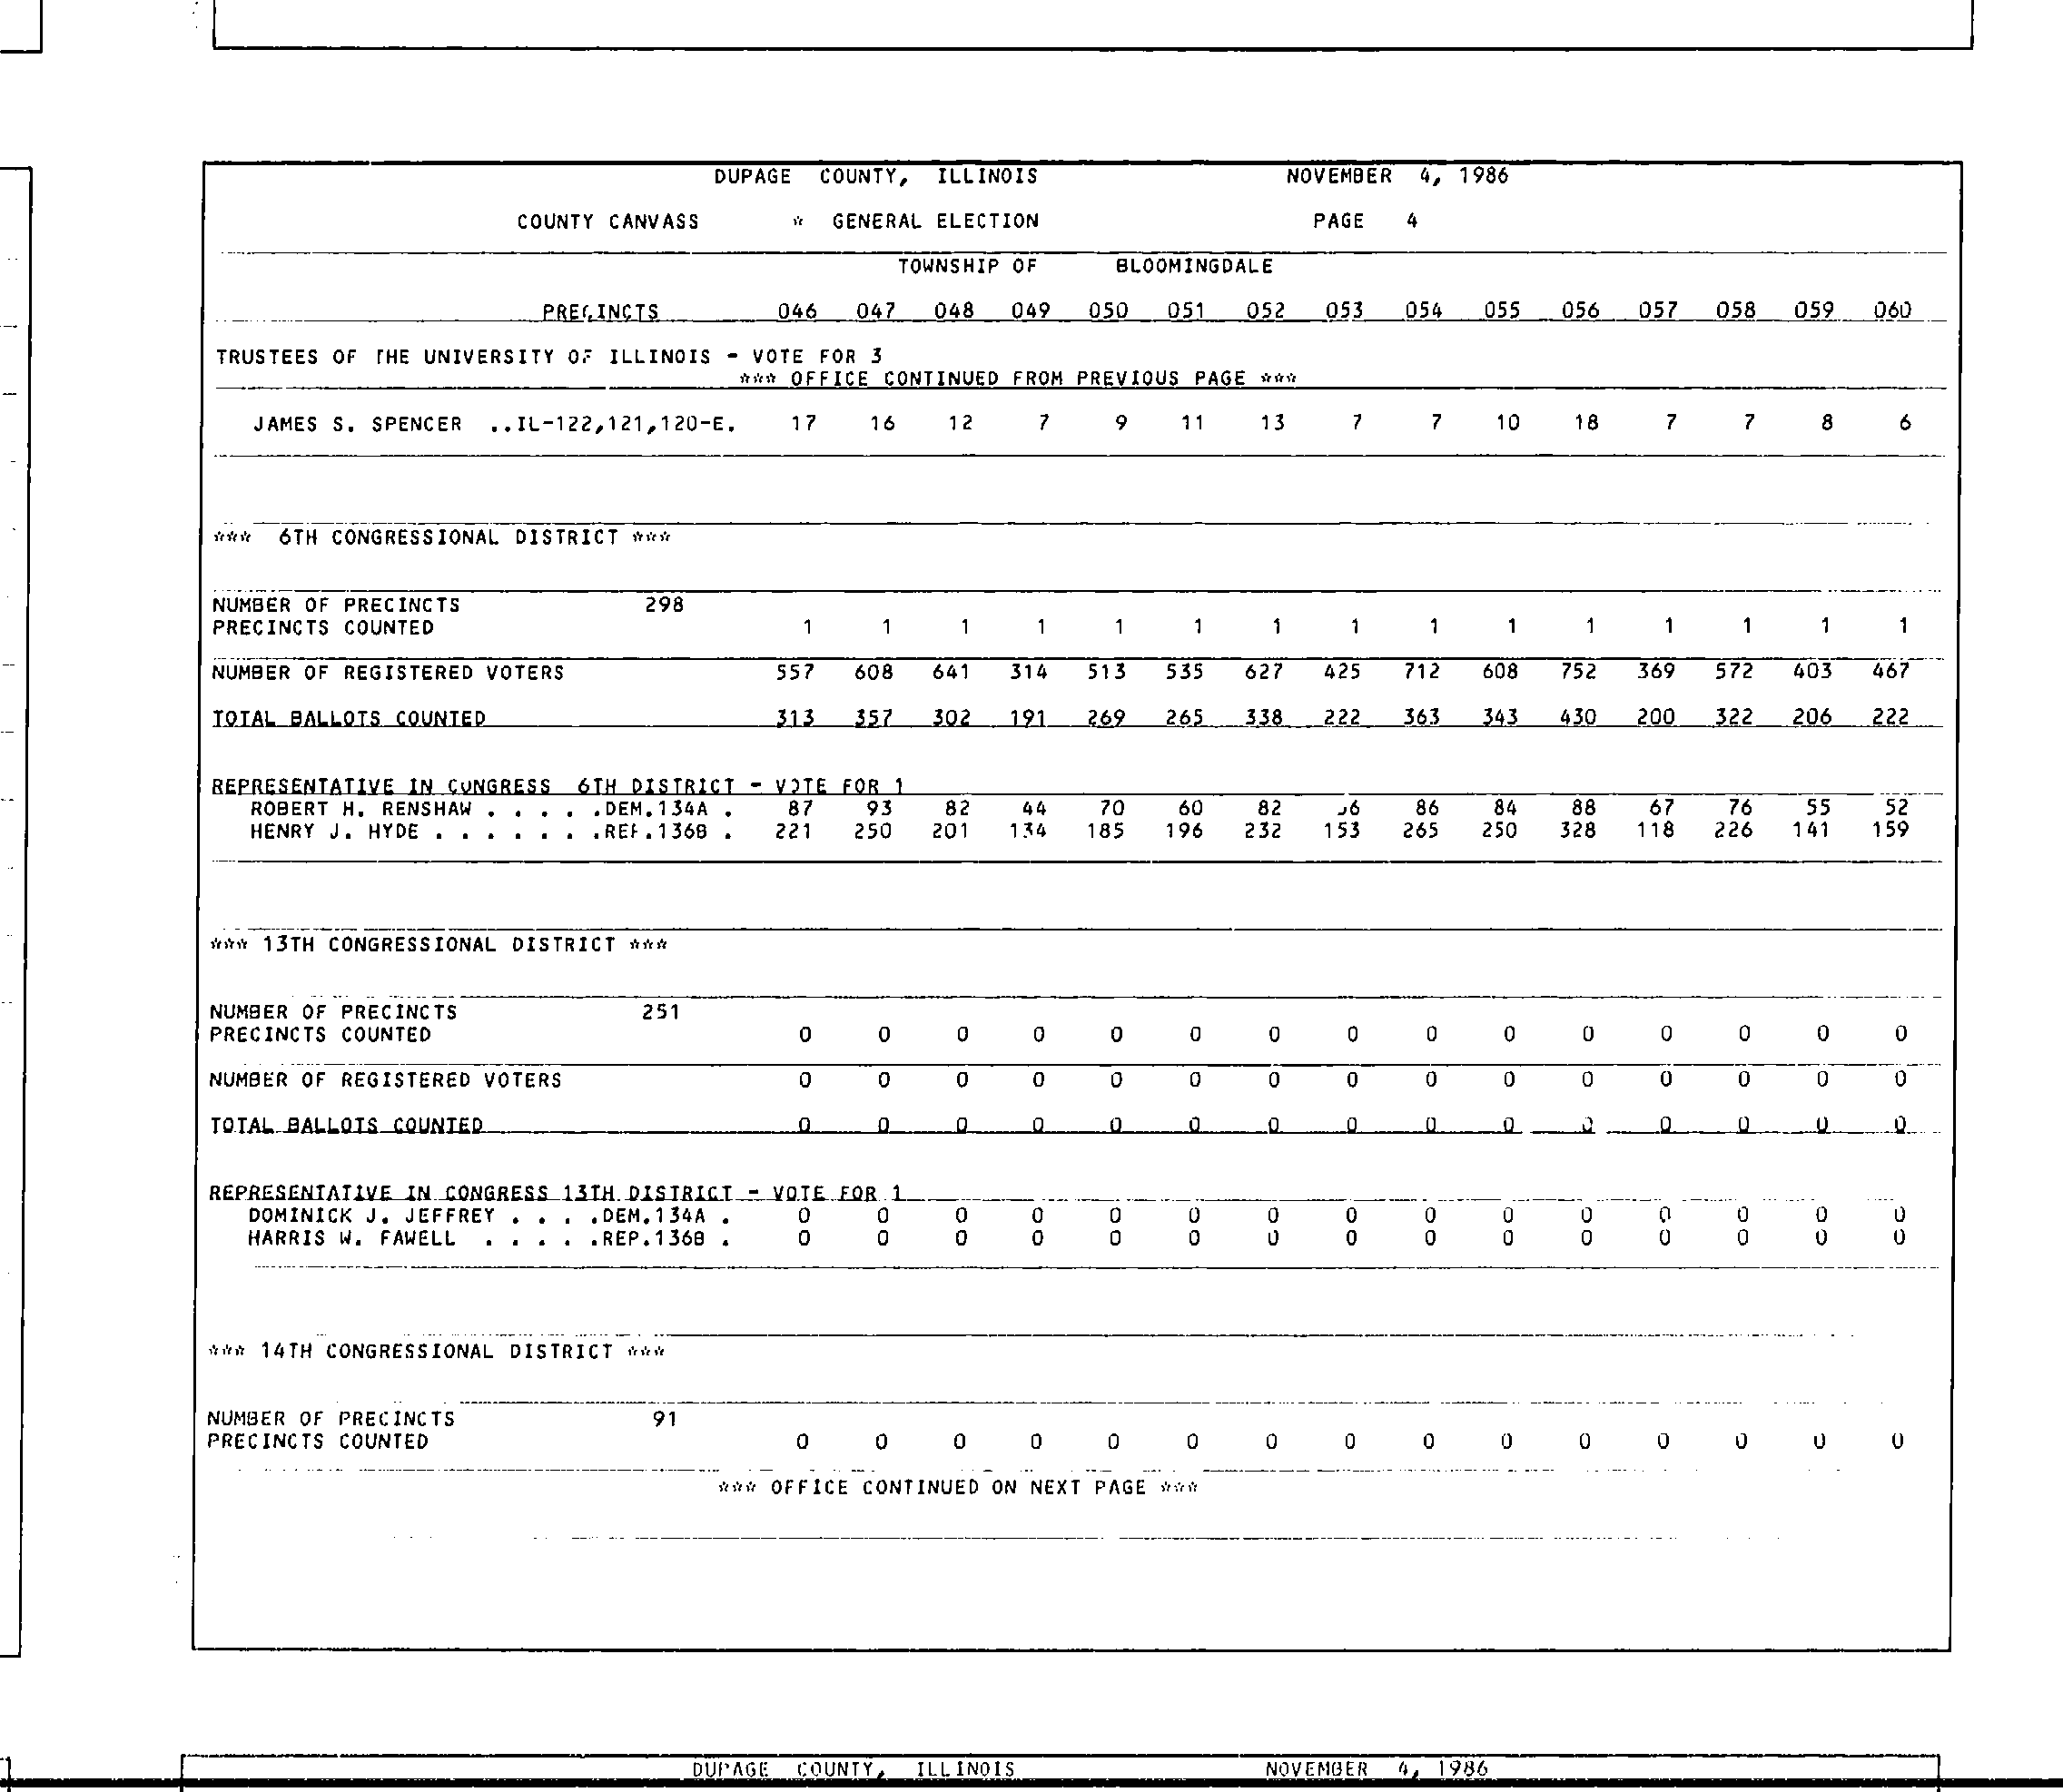 DUPAGE COUNTY, ILLINOIS NOVEMBER 4, 1986
COUNTY CANVASS * GENERAL ELECTION PAGE 4
TOWNSHIP OF BLOOMINGDALE
PRECINCTS 046 047 048 049 050 051 052 053 054 055 056 057 058 059 060
TRUSTEES OF THE UNIVERSITY OF ILLINOIS - VOTE FOR 3
*** OFFICE CONTINUED FROM PREVIOUS PAGE ***
JAMES S. SPENCER ..IL-122,121,120-E. 17 16 12 7 9 11 13 7 7 10 18 7 7 8 6
*** 6TH CONGRESSIONAL DISTRICT ***
NUMBER OF PRECINCTS 298
PRECINCTS COUNTED 1 1 1 1 1 1 1 1 1 1 1 1 1 1 1
NUMBER OF REGISTERED VOTERS 557 608 641 314 513 535 627 425 712 608 752 369 572 403 467
TOTAL BALLOTS COUNTED 313 357 302 191 269 265 338 222 363 343 430 200 322 206 222
REPRESENTATIVE IN CONGRESS 6TH DISTRICT - VOTE FOR 1
ROBERT H. RENSHAW . . . . .DEM.134A . 87 93 82 44 70 60 82 86 84 88 67 76 55 52
HENRY J. HYDE . . . . . . .REP.136B . 221 250 201 134 185 196 232 153 265 250 328 118 226 141 159
*** 13TH CONGRESSIONAL DISTRICT ***
NUMBER OF PRECINCTS 251
PRECINCTS COUNTED 0 0 0 0 0 0 0 0 0 0 0 0 0 0 0
NUMBER OF REGISTERED VOTERS 0 0 0 0 0 0 0 0 0 0 0 0 0 0 0
TOTAL BALLOTS COUNTED 0 0 0 0 0 0 0 0 0 0 0 0 0 0 0
REPRESENTATIVE IN CONGRESS 13TH DISTRICT - VOTE FOR 1
DOMINICK J. JEFFREY . . . .DEM.134A . 0 0 0 0 0 0 0 0 0 0 0 0 0 0 0
HARRIS W. FAWELL . . . . .REP.136B . 0 0 0 0 0 0 0 0 0 0 0 0 0 0 0
*** 14TH CONGRESSIONAL DISTRICT ***
NUMBER OF PRECINCTS 91
PRECINCTS COUNTED 0 0 0 0 0 0 0 0 0 0 0 0 0 0 0
*** OFFICE CONTINUED ON NEXT PAGE ***
DUPAGE COUNTY, ILLINOIS NOVEMBER 4, 1986